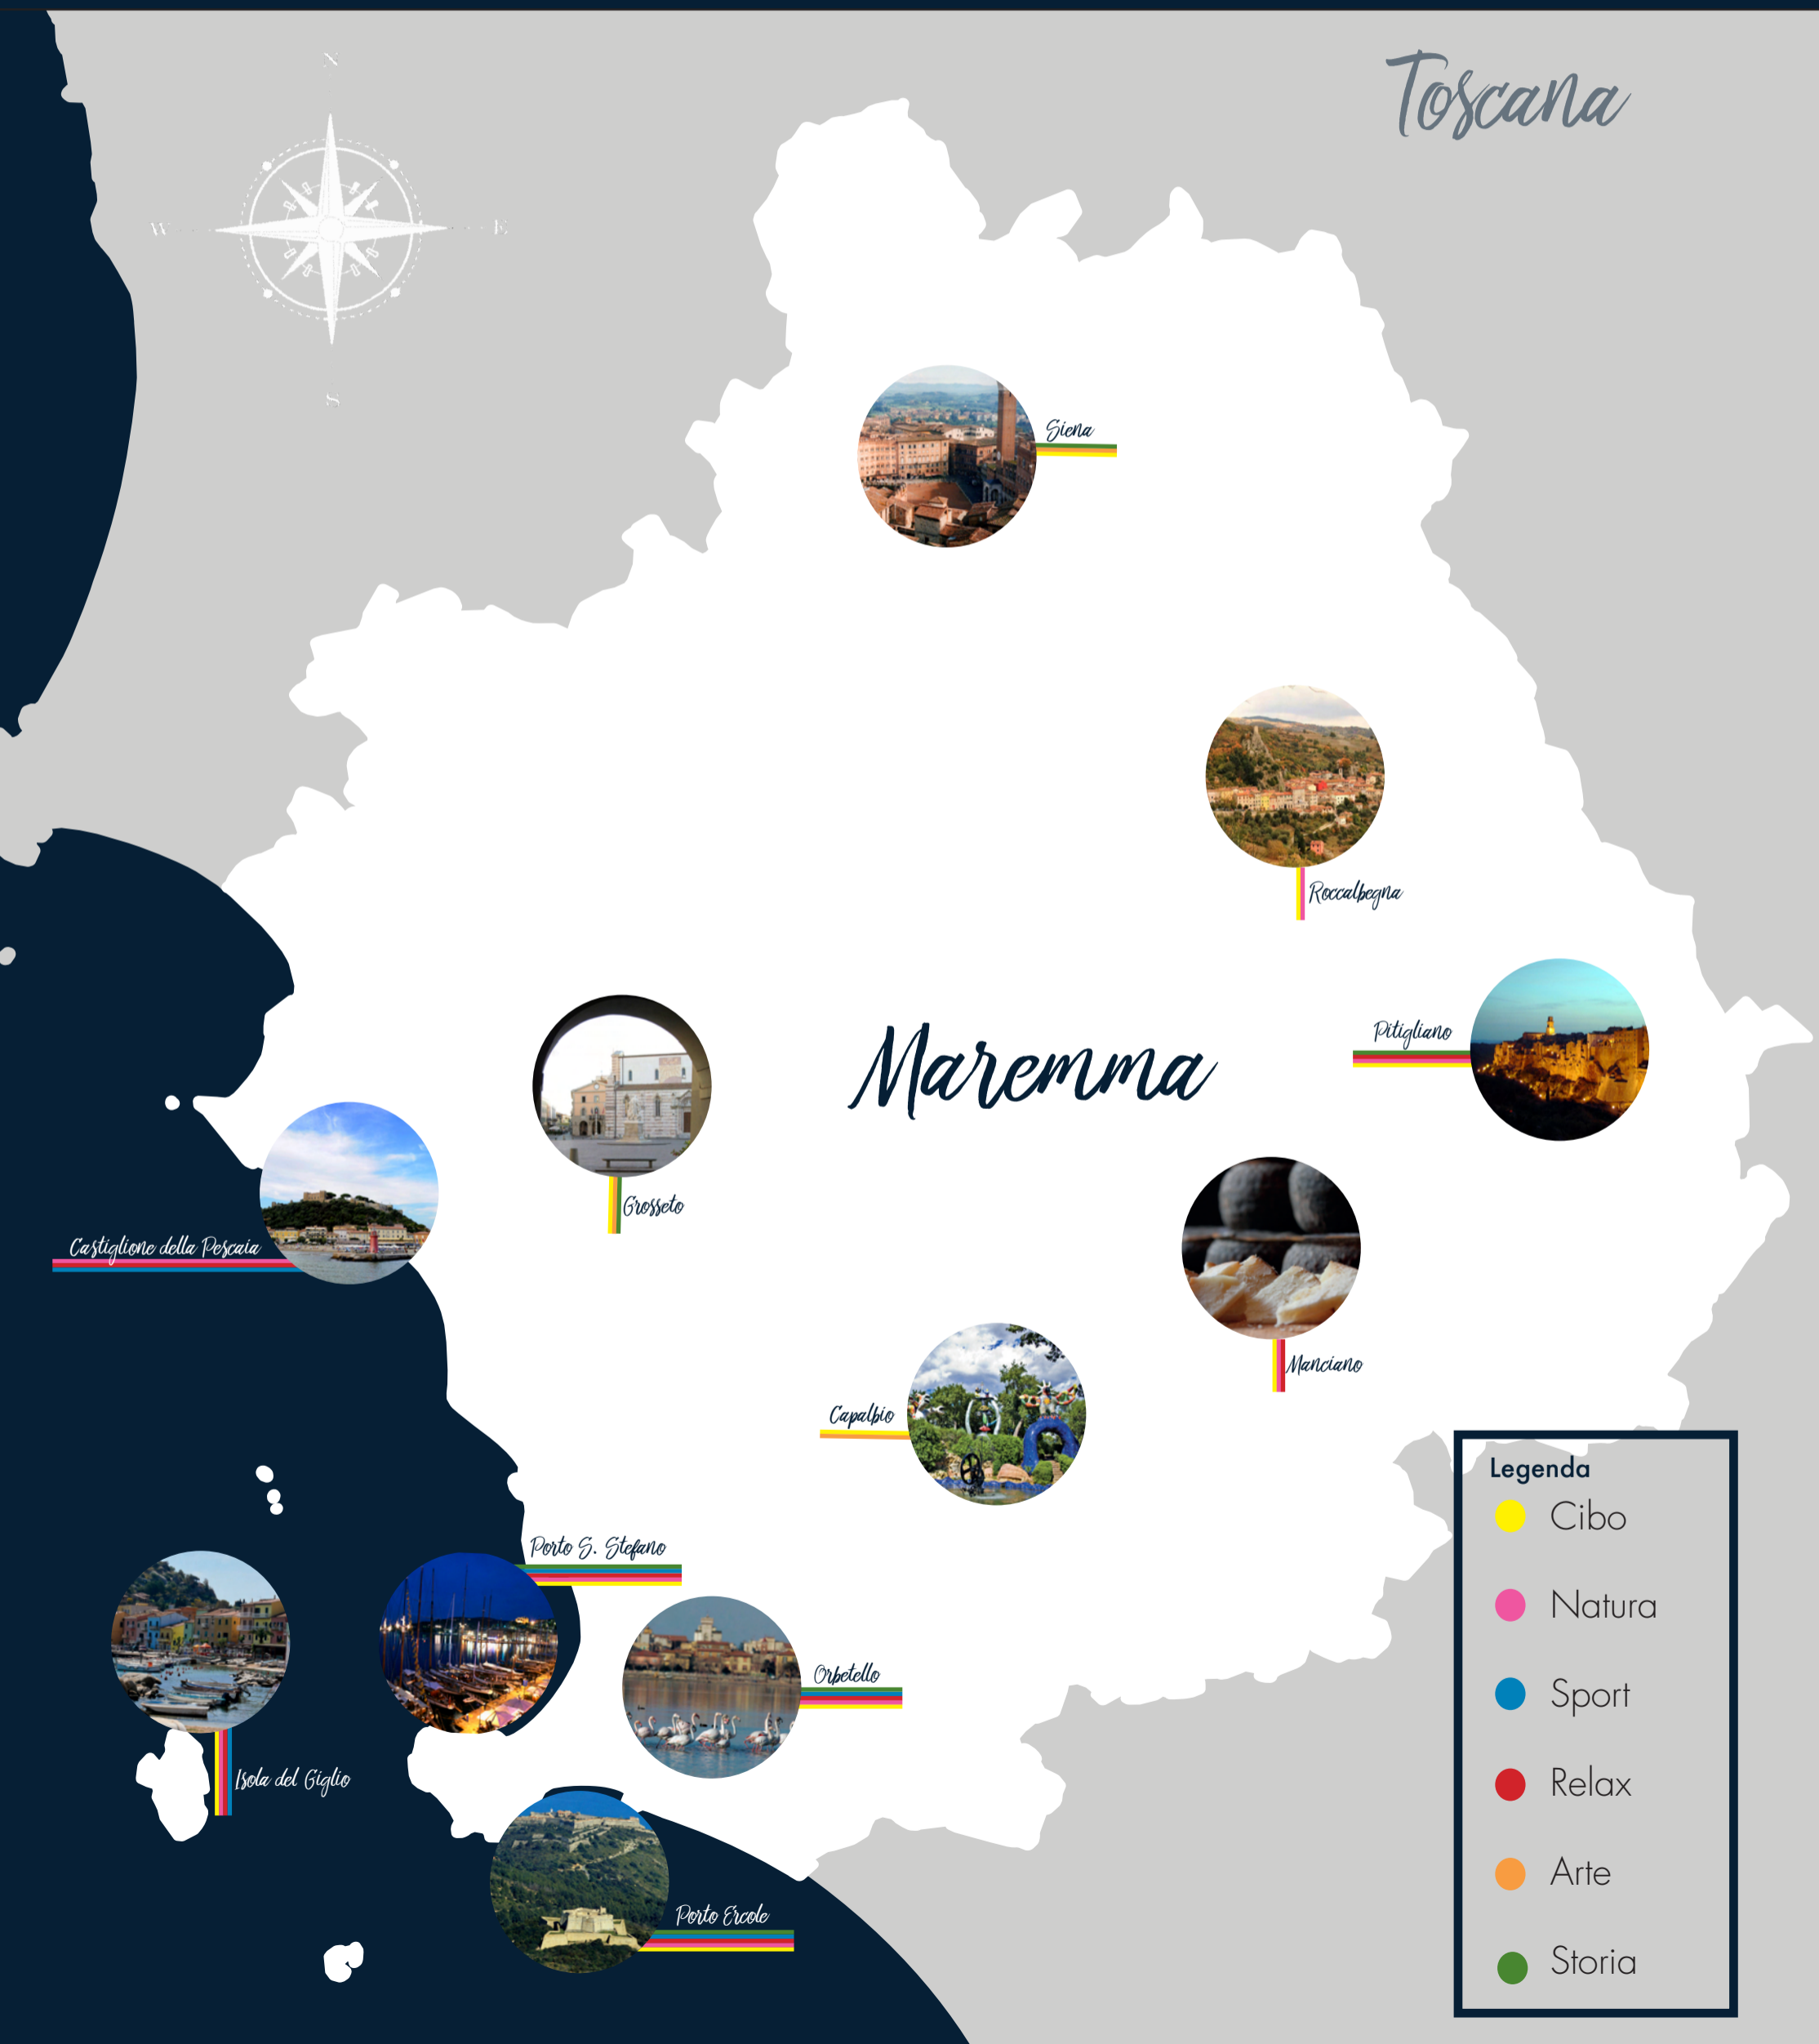 Toscana
N
W
E
S
Siena
Roccalbegna
Pitigliano
Maremma
Grosseto
Castiglione della Pescaia
Manciano
Capalbio
Porto S. Stefano
Orbetello
Isola del Giglio
Porto Ercole
Legenda
Cibo
Natura
Sport
Relax
Arte
Storia